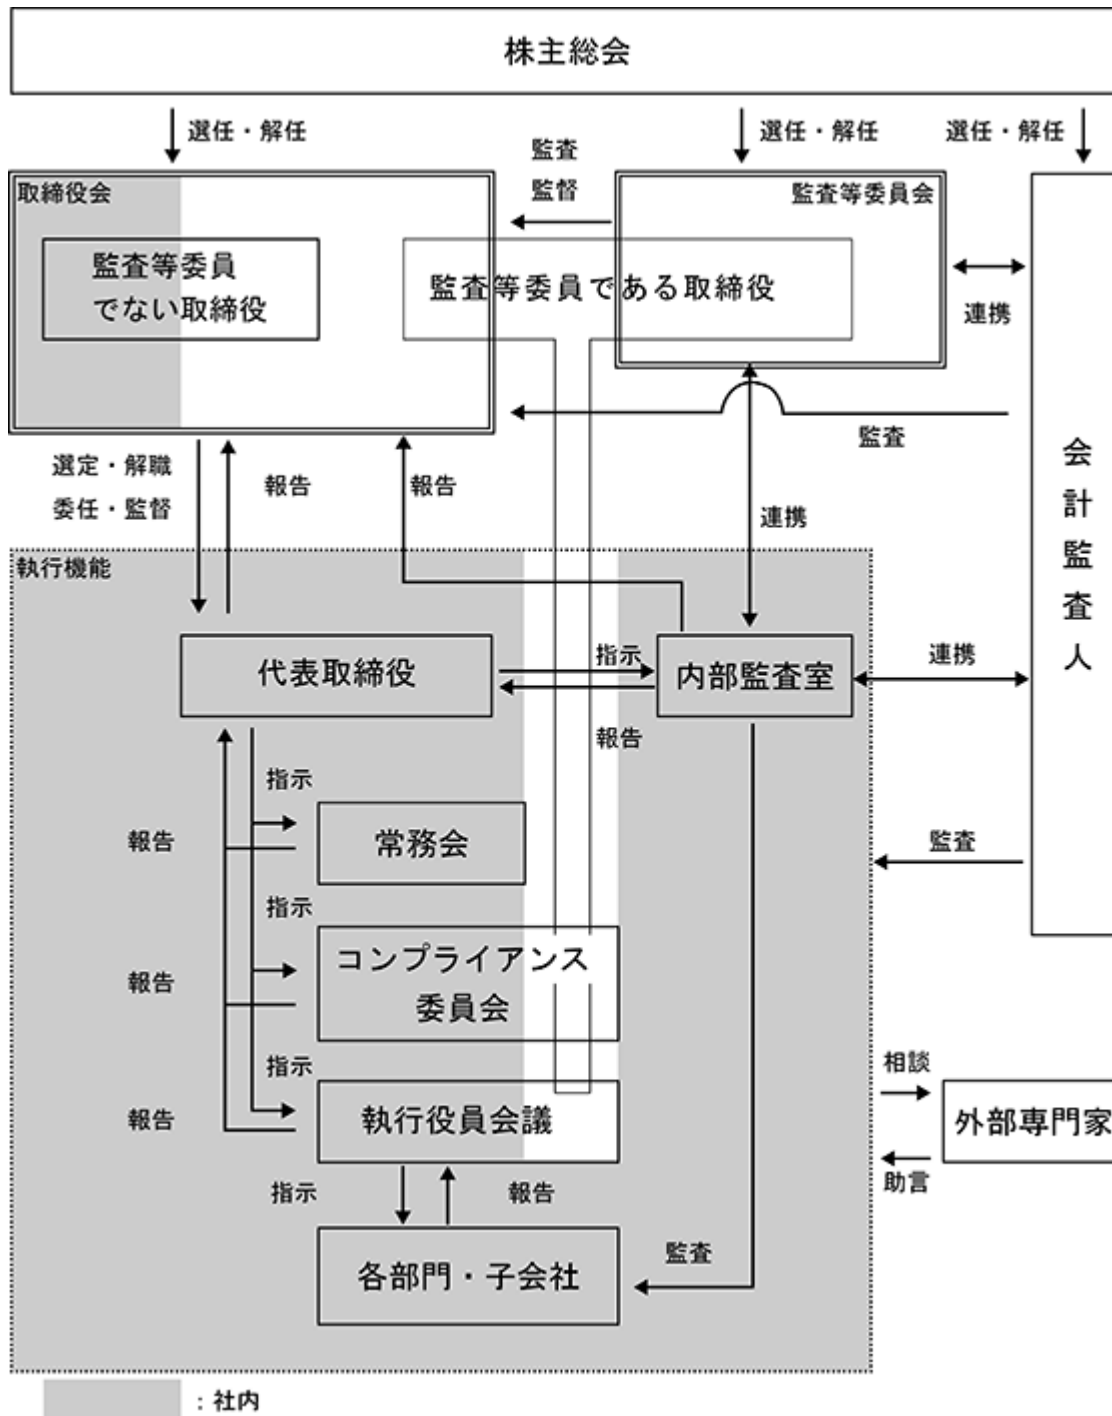 株主総会
選任・解任
選任・解任
選任・解任
監査
監督
取締役会
監査等委員会
監査等委員
でない取締役
監査等委員である取締役
連携
監査
会計監査人
選定・解職
委任・監督
報告
報告
連携
執行機能
代表取締役
指示
報告
内部監査室
連携
指示
報告
常務会
監査
指示
報告
コンプライアンス
委員会
指示
報告
執行役員会議
相談
外部専門家
助言
指示
報告
各部門・子会社
監査
：社内